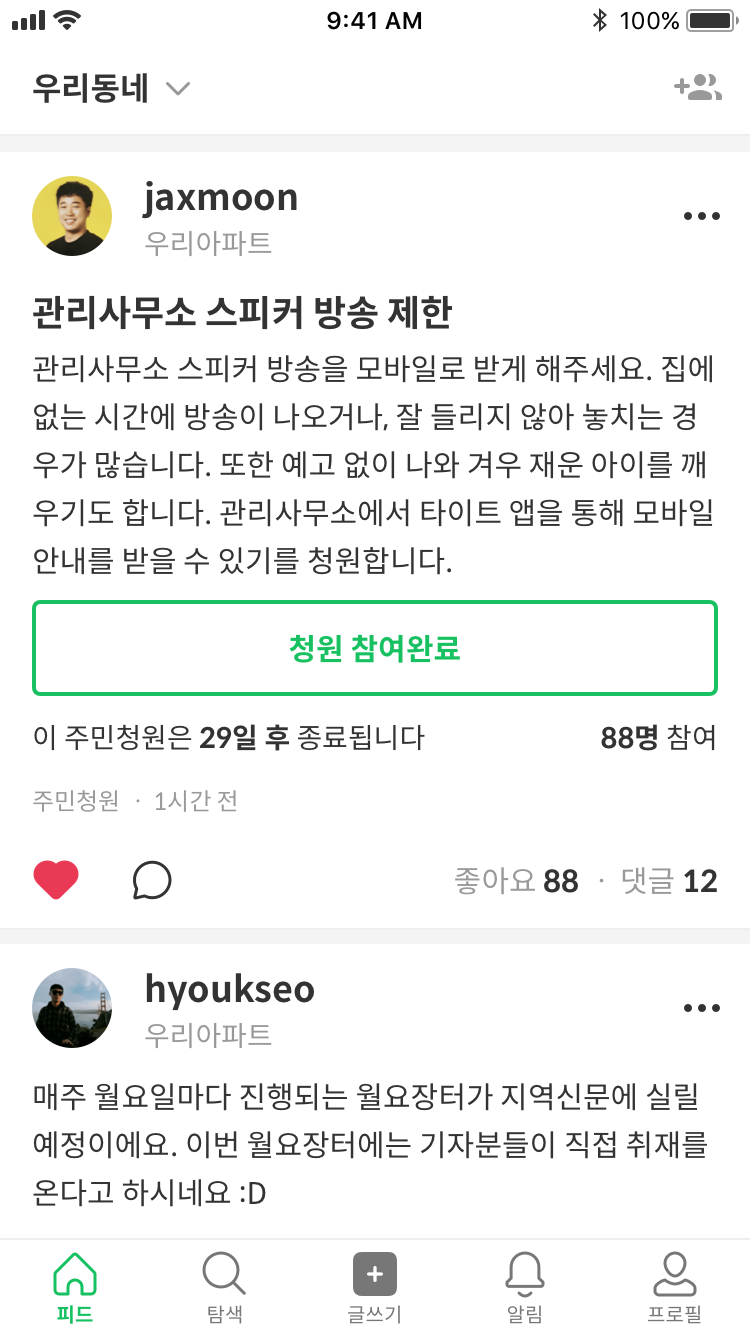 9:41 AM 100%
우리동네
jaxmoon
우리아파트
관리사무소 스피커 방송 제한
관리사무소 스피커 방송을 모바일로 받게 해주세요. 집에
없는 시간에 방송이 나오거나, 잘 들리지 않아 놓치는 경
우가 많습니다. 또한 예고 없이 나와 겨우 재운 아이를 깨
우기도 합니다. 관리사무소에서 타이트 앱을 통해 모바일
안내를 받을 수 있기를 청원합니다.
청원 참여완료
이 주민청원은 29일 후 종료됩니다 88명 참여
주민청원 · 1시간 전
좋아요 88 · 댓글 12
hyoukseo
우리아파트
매주 월요일마다 진행되는 월요장터가 지역신문에 실릴
예정이에요. 이번 월요장터에는 기자분들이 직접 취재를
온다고 하시네요 :D
피드 탐색 글쓰기 알림 프로필